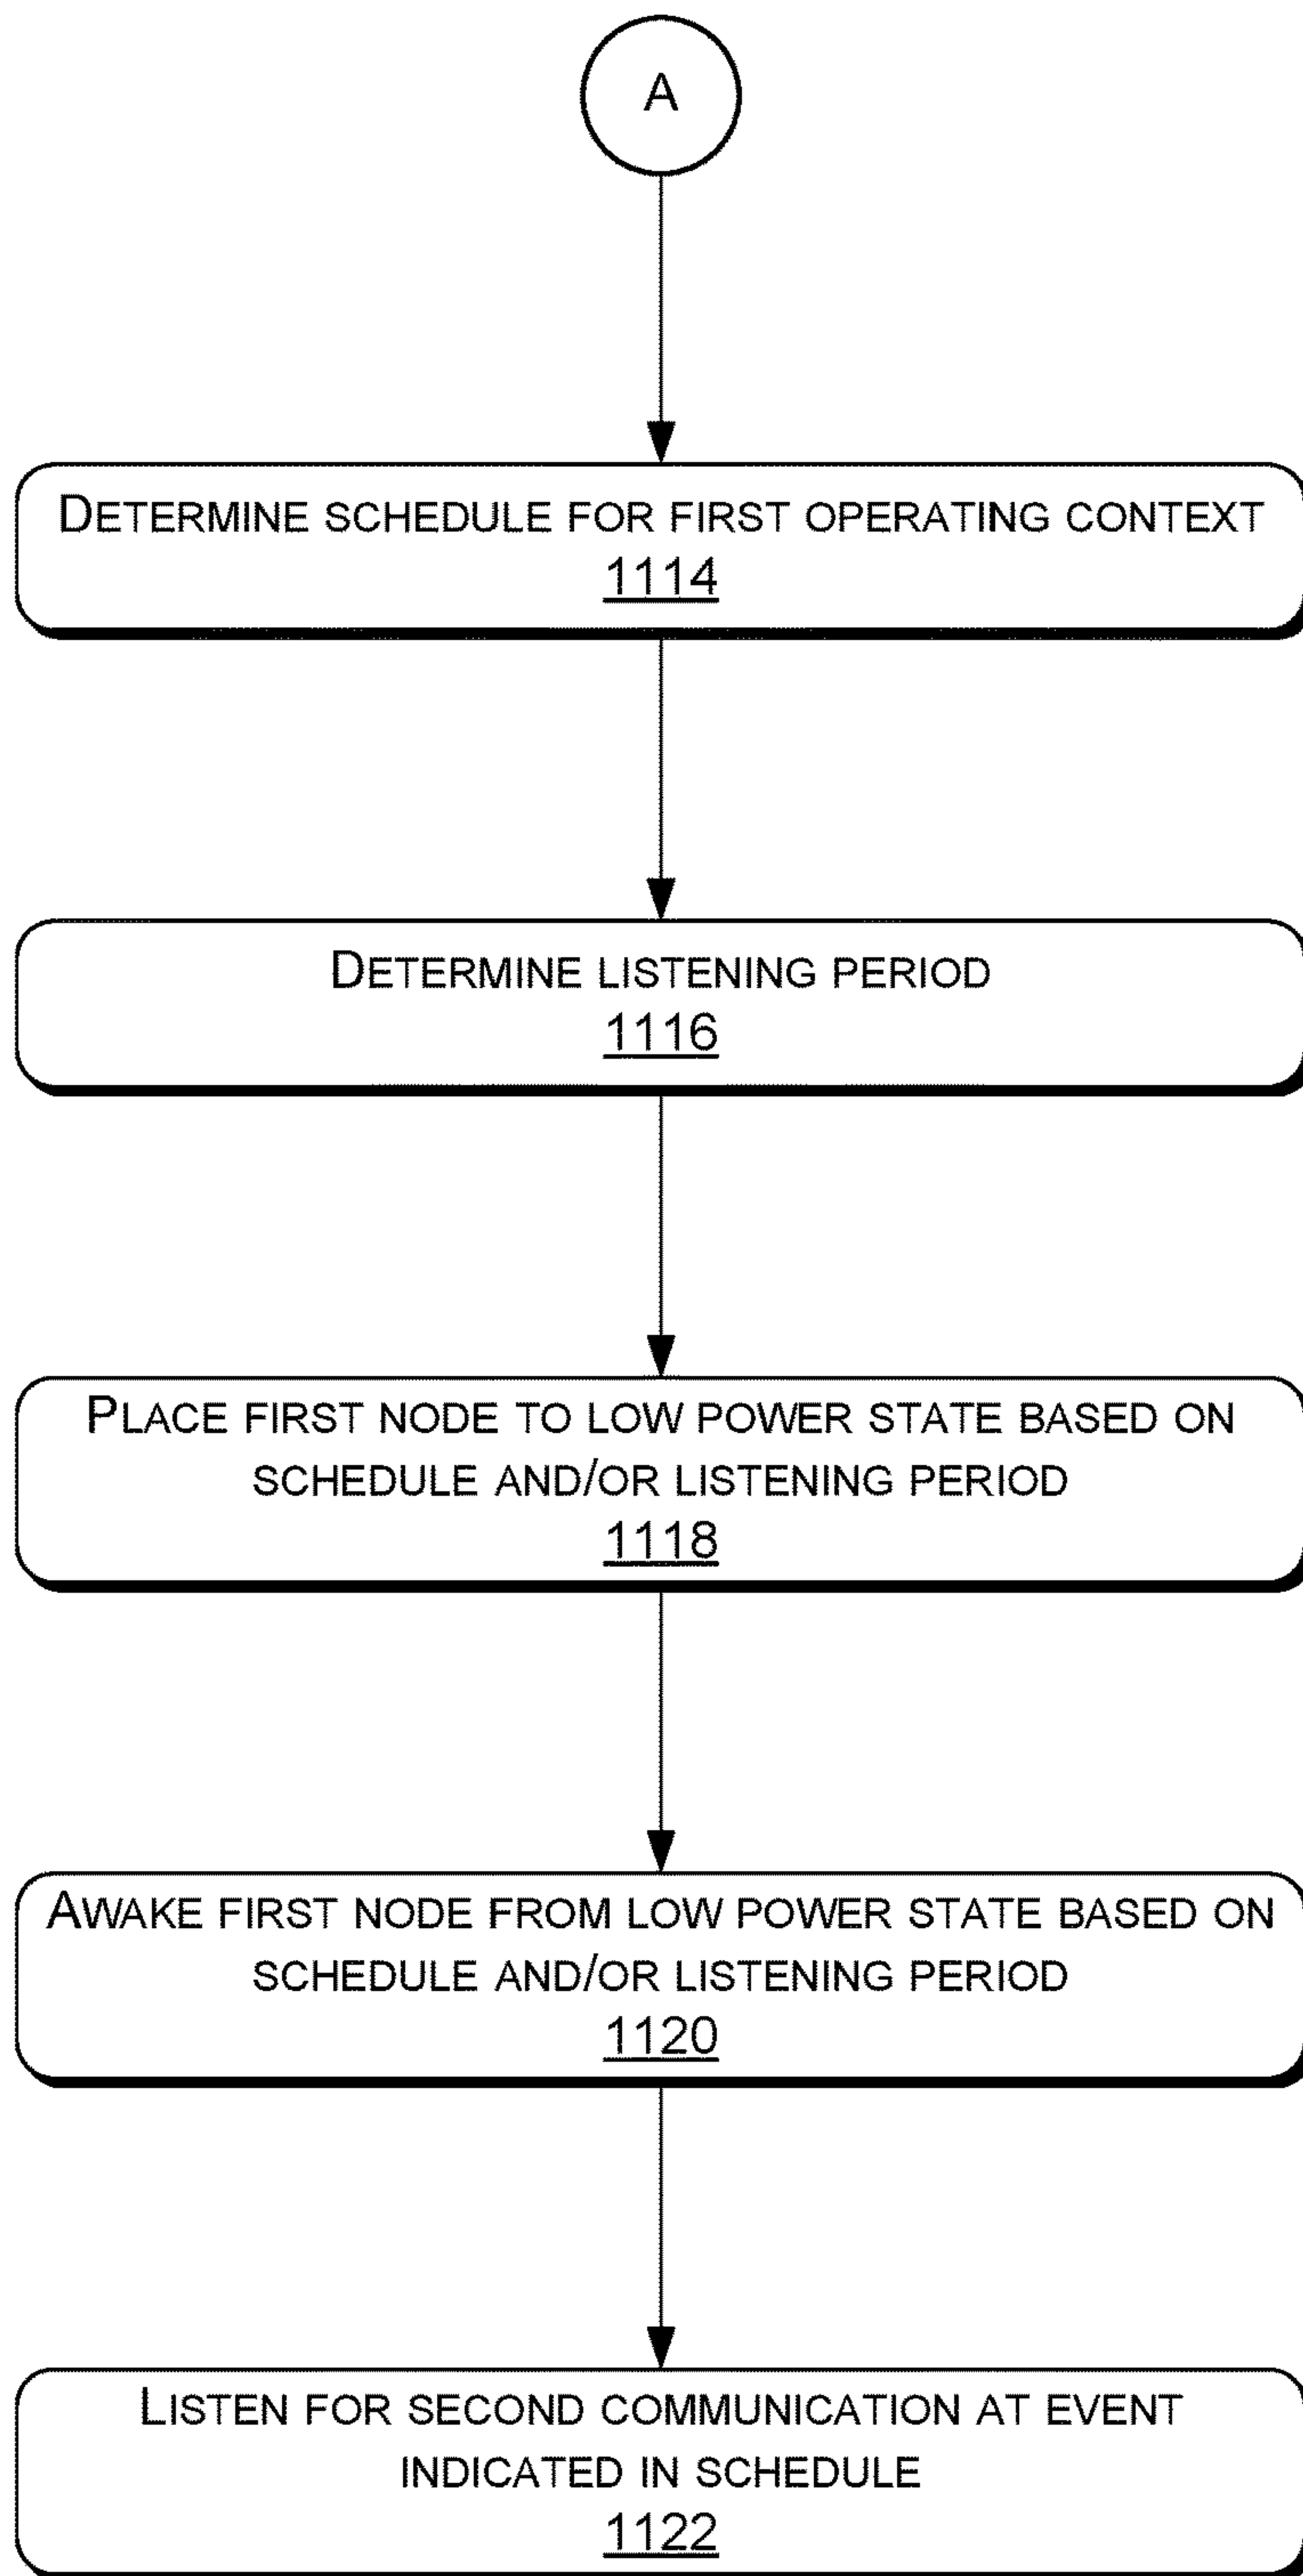 A
DETERMINE SCHEDULE FOR FIRST OPERATING CONTEXT
1114
DETERMINE LISTENING PERIOD
1116
PLACE FIRST NODE TO LOW POWER STATE BASED ON
SCHEDULE AND/OR LISTENING PERIOD
1118
AWAKE FIRST NODE FROM LOW POWER STATE BASED ON
SCHEDULE AND/OR LISTENING PERIOD
1120
LISTEN FOR SECOND COMMUNICATION AT EVENT
INDICATED IN SCHEDULE
1122